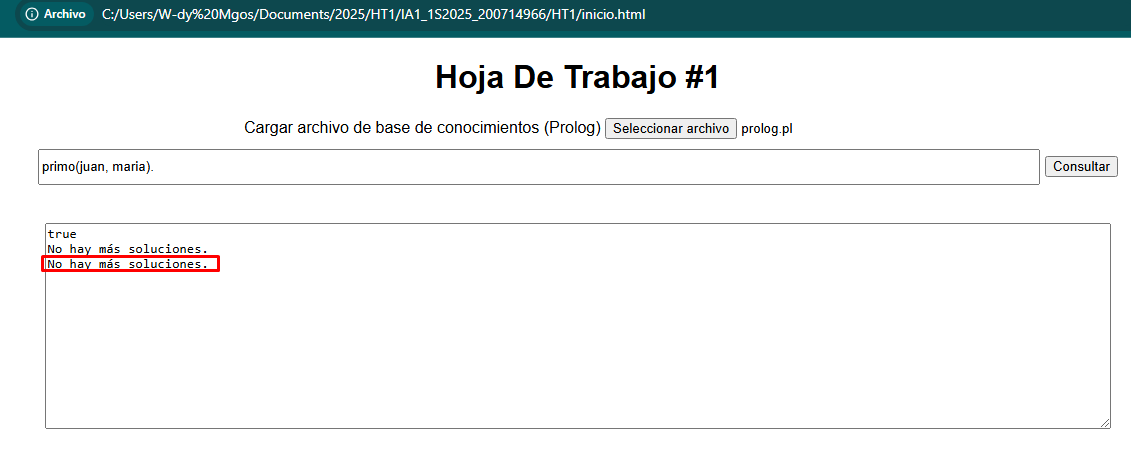 Archivo C:/Users/W-dy%20Mgos/Documents/2025/HT1/IA1_1S2025_200714966/HT1/inicio.html
Hoja De Trabajo #1
Cargar archivo de base de conocimientos (Prolog) Seleccionar archivo prolog.pl
primo(juan, maria). Consultar
true
No hay más soluciones.
No hay más soluciones.